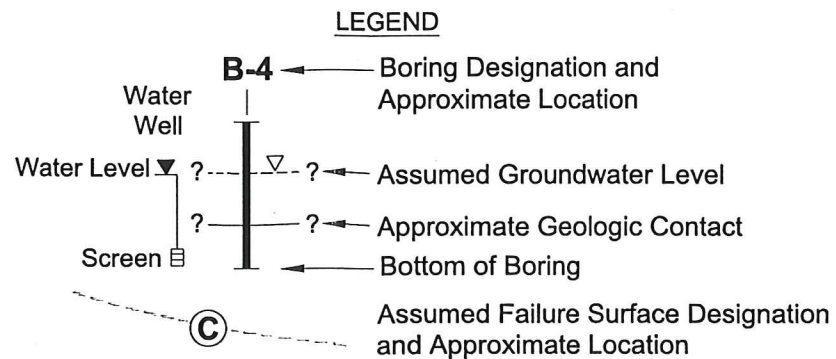 LEGEND
B-4
Boring Designation and
Approximate Location
Water
Well
Water Level
? ?
Assumed Groundwater Level
? ?
Approximate Geologic Contact
Screen
Bottom of Boring
C
Assumed Failure Surface Designation
and Approximate Location